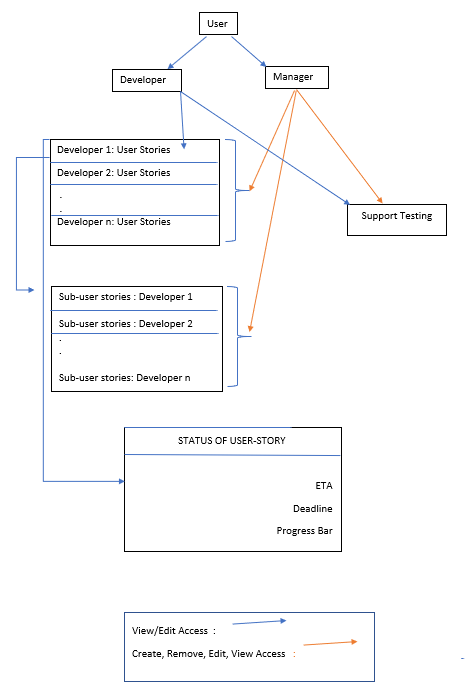 User
Developer
Manager
Developer 1: User Stories
Developer 2: User Stories
.
.
Developer n: User Stories
Support Testing
Sub-user stories : Developer 1
Sub-user stories : Developer 2
.
.
Sub-user stories: Developer n
STATUS OF USER-STORY
ETA
Deadline
Progress Bar
View/Edit Access :
Create, Remove, Edit, View Access :